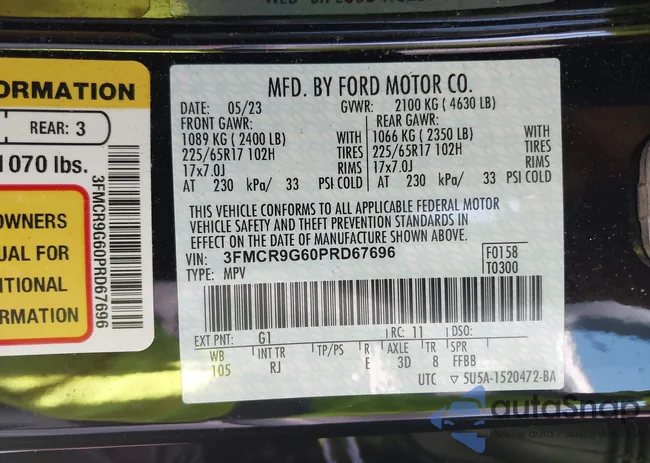 ORMATION
REAR: 3
1070 lbs.
OWNERS
UAL FOR
ITIONAL
RMATION
3FMCR9G60PRD67696
MFD. BY FORD MOTOR CO.
DATE: 05/23 GVWR: 2100 KG ( 4630 LB)
FRONT GAWR: REAR GAWR:
1089 KG ( 2400 LB) WITH 1066 KG ( 2350 LB) WITH
225/65R17 102H TIRES 225/65R17 102H TIRES
17x7.0J RIMS 17x7.0J RIMS
AT 230 kPa/ 33 PSI COLD AT 230 kPa/ 33 PSI COLD
THIS VEHICLE CONFORMS TO ALL APPLICABLE FEDERAL MOTOR
VEHICLE SAFETY AND THEFT PREVENTION STANDARDS IN
EFFECT ON THE DATE OF MANUFACTURE SHOWN ABOVE.
VIN: 3FMCR9G60PRD67696 F0158
TYPE: MPV T0300
EXT PNT: G1 RC: 11 DSO:
WB INT TR TP/PS R AXLE TR SPR
105 RJ E 3D 8 FFBB
UTC 5U5A-1520472-BA
autoSnap